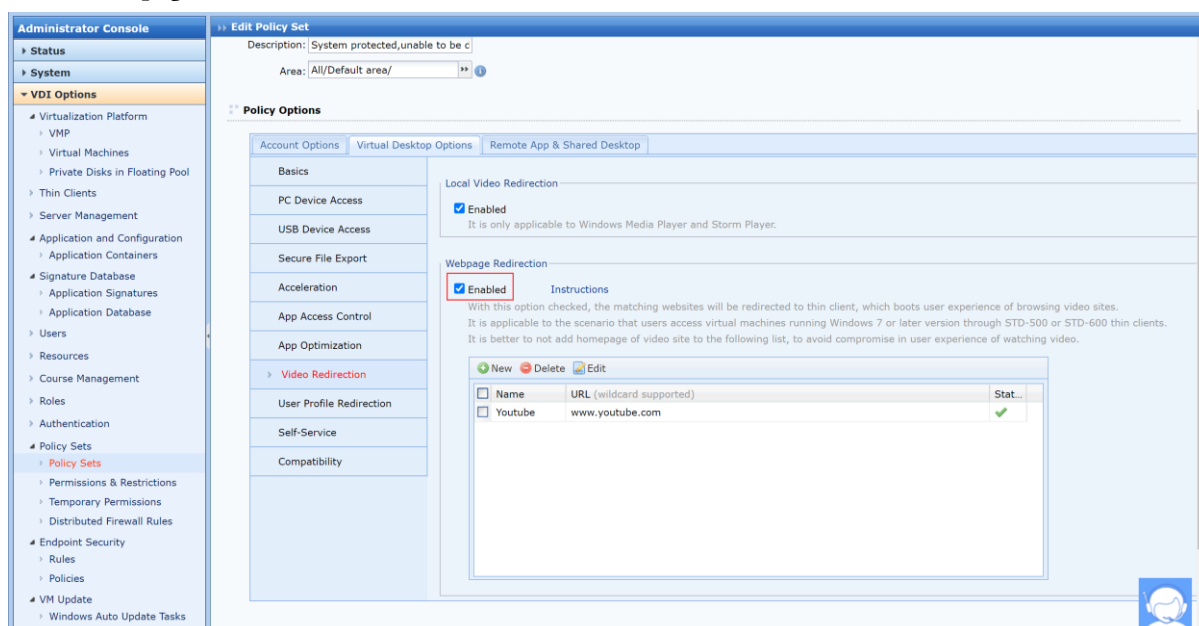 Administrator Console
Status
System
VDI Options
Virtualization Platform
VMP
Virtual Machines
Private Disks in Floating Pool
Thin Clients
Server Management
Application and Configuration
Application Containers
Signature Database
Application Signatures
Application Database
Users
Resources
Course Management
Roles
Authentication
Policy Sets
Policy Sets
Permissions & Restrictions
Temporary Permissions
Distributed Firewall Rules
Endpoint Security
Rules
Policies
VM Update
Windows Auto Update Tasks
Edit Policy Set
Description: System protected,unable to be c
Area: All/Default area/
Policy Options
Account Options Virtual Desktop Options Remote App & Shared Desktop
Basics
PC Device Access
USB Device Access
Secure File Export
Acceleration
App Access Control
App Optimization
Video Redirection
User Profile Redirection
Self-Service
Compatibility
Local Video Redirection
Enabled
It is only applicable to Windows Media Player and Storm Player.
Webpage Redirection
Enabled Instructions
With this option checked, the matching websites will be redirected to thin client, which boots user experience of browsing video sites.
It is applicable to the scenario that users access virtual machines running Windows 7 or later version through STD-500 or STD-600 thin clients.
It is better to not add homepage of video site to the following list, to avoid compromise in user experience of watching video.
New Delete Edit
Name URL (wildcard supported) Stat...
Youtube www.youtube.com